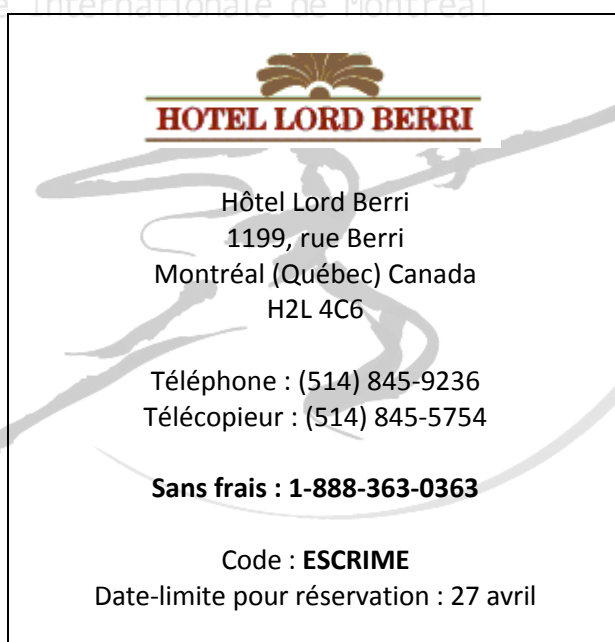 e Internationale de Montréal
HOTEL LORD BERRI
Hôtel Lord Berri
1199, rue Berri
Montréal (Québec) Canada
H2L 4C6
Téléphone : (514) 845-9236
Télécopieur : (514) 845-5754
Sans frais : 1-888-363-0363
Code : ESCRIME
Date-limite pour réservation : 27 avril